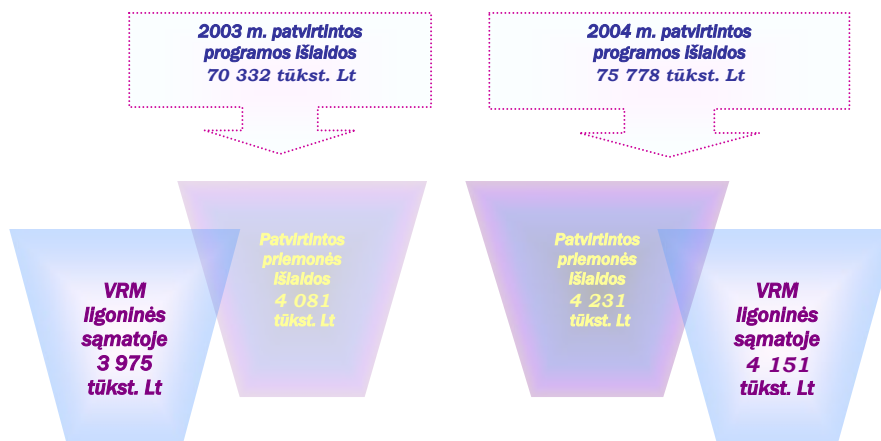 2003 m. patvirtintos
programos išlaidos
70 332 tūkst. Lt
2004 m. patvirtintos
programos išlaidos
75 778 tūkst. Lt
Patvirtintos
priemonės
išlaidos
4 081
tūkst. Lt
Patvirtintos
priemonės
išlaidos
4 231
tūkst. Lt
VRM
ligoninės
sąmatoje
3 975
tūkst. Lt
VRM
ligoninės
sąmatoje
4 151
tūkst. Lt